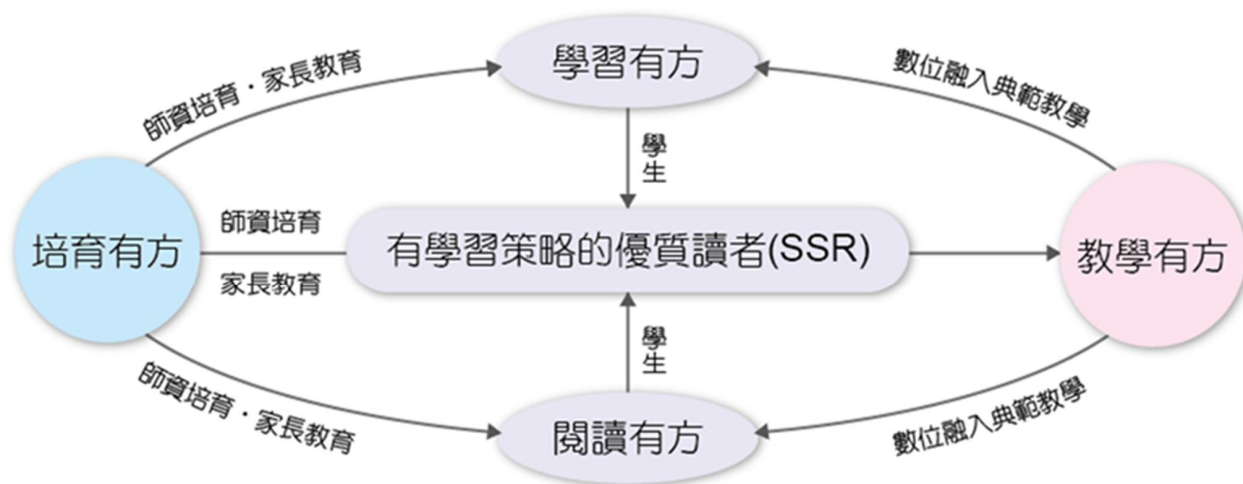 學習有方
師資培育・家長教育
數位融入典範教學
學生
培育有方
師資培育
家長教育
有學習策略的優質讀者(SSR)
教學有方
學生
師資培育・家長教育
閱讀有方
數位融入典範教學